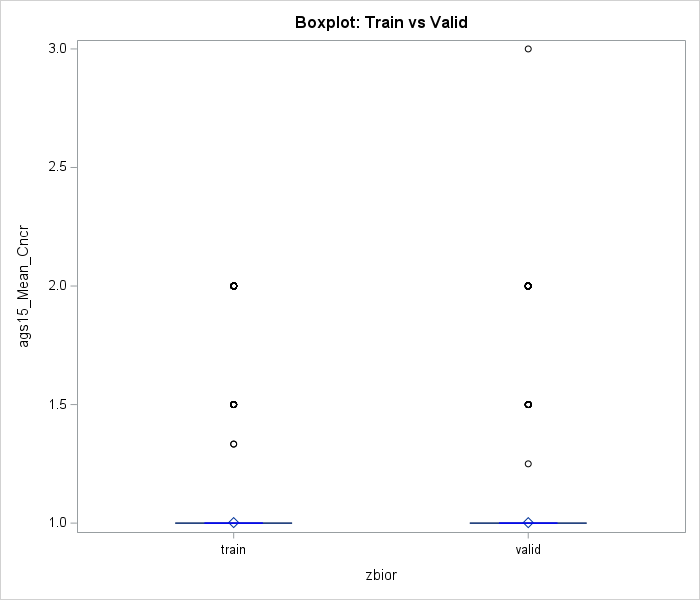 Boxplot: Train vs Valid
3.0
2.5
2.0
1.5
1.0
ags15_Mean_Cncr
train
valid
zbior